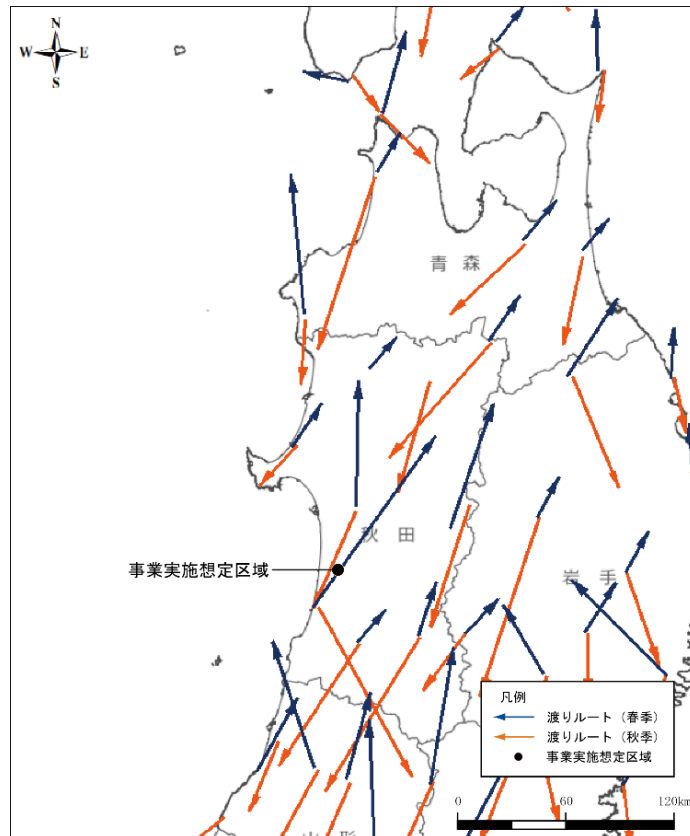 N
W E
S
青 森
秋 田
事業実施想定区域
岩 手
凡例
渡りルート（春季）
渡りルート（秋季）
事業実施想定区域
0 60 120km
山 形